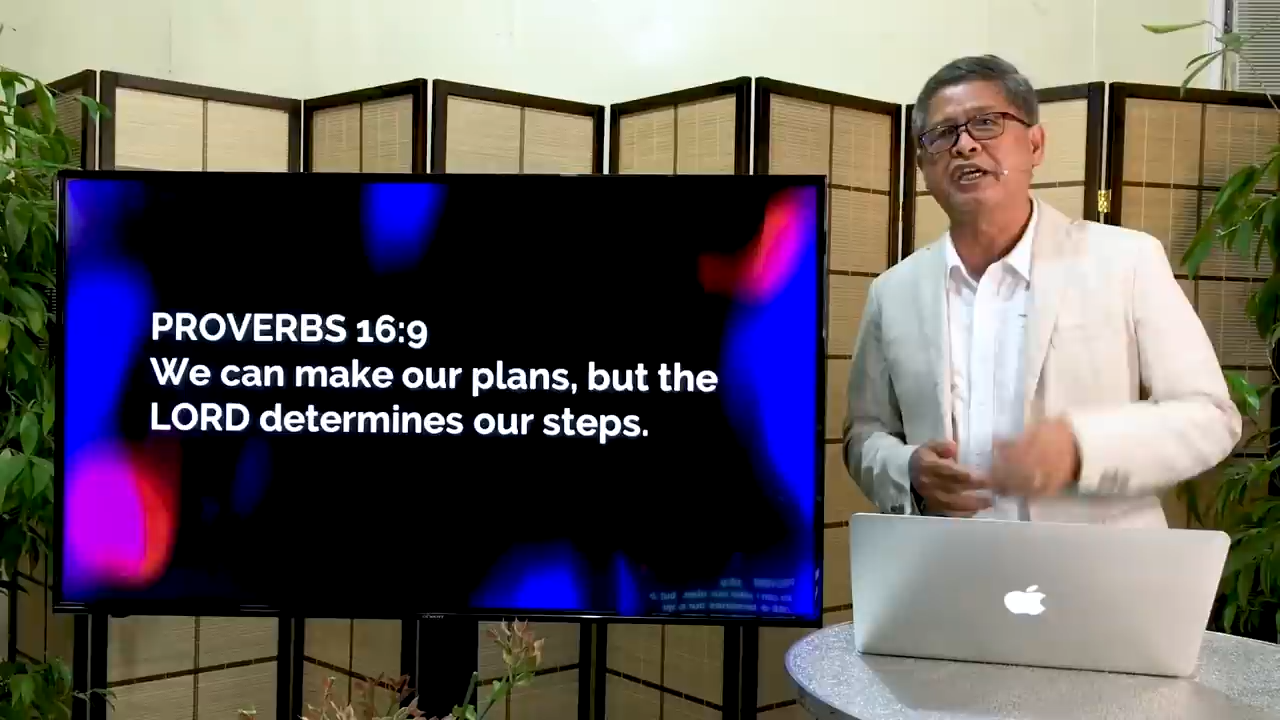 PROVERBS 16:9
We can make our plans, but the
LORD determines our steps.